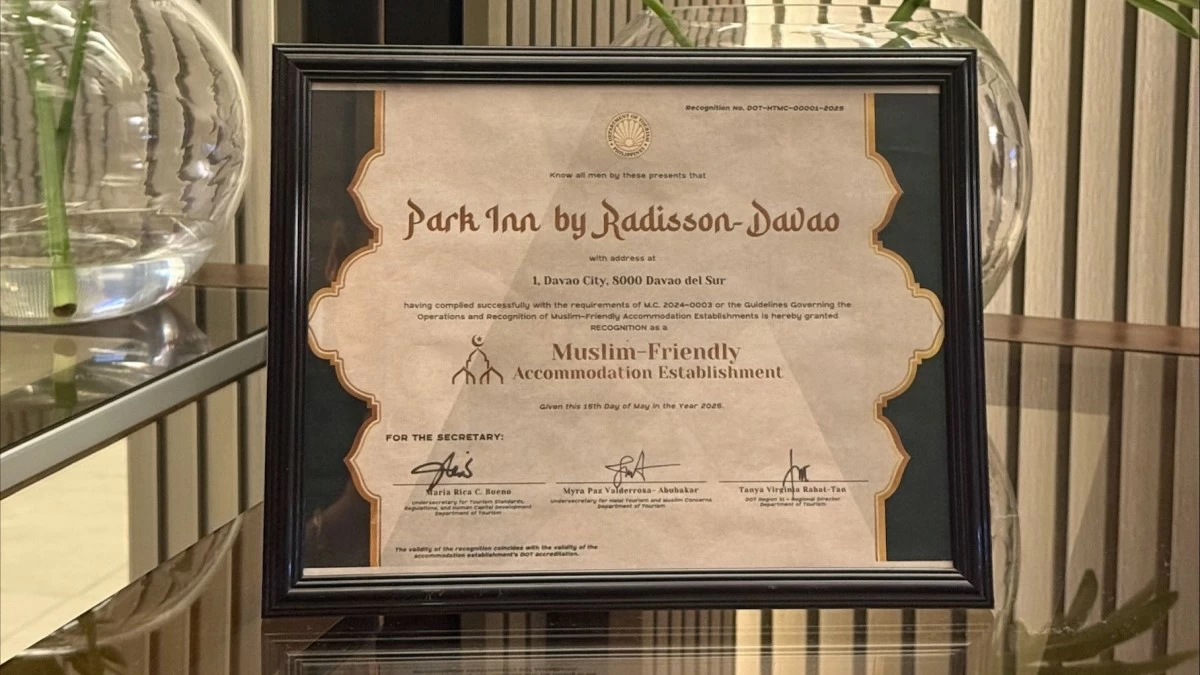 Recognition No. DOT-HTMC-00001-2025
DEPARTMENT OF TOURISM
PHILIPPINES
Know all men by these presents that
Park Inn by Radisson-Davao
with address at
1, Davao City, 8000 Davao del Sur
having complied successfully with the requirements of M.C. 2024-0003 or the Guidelines Governing the
Operations and Recognition of Muslim-Friendly Accommodation Establishments is hereby granted
RECOGNITION as a
Muslim-Friendly
Accommodation Establishment
Given this 15th Day of May in the Year 2025.
FOR THE SECRETARY:
Maria Rica C. Bueno
Undersecretary for Tourism Standards,
Regulations, and Human Capital Development
Department of Tourism
Myra Paz Valderrosa- Abubakar
Undersecretary for Halal Tourism and Muslim Concerns
Department of Tourism
Tanya Virginia Rabat-Tan
DOT Region XI - Regional Director
Department of Tourism
The validity of the recognition coincides with the validity of the
accommodation establishment's DOT accreditation.